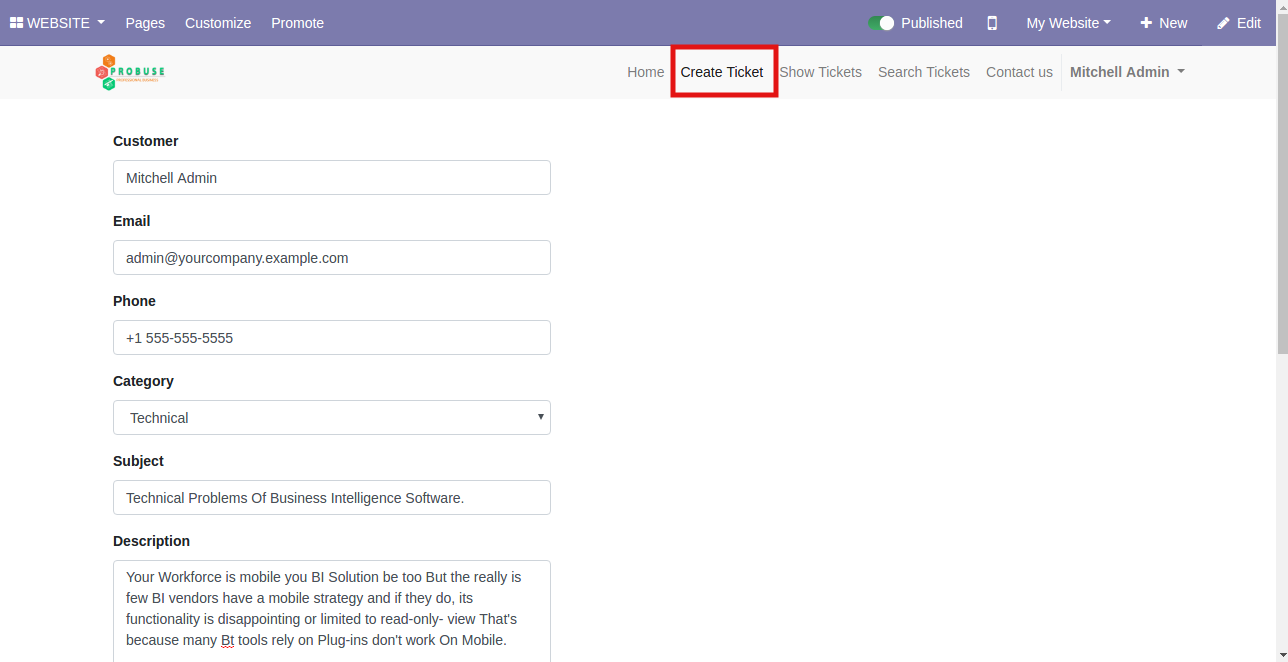 WEBSITE Pages Customize Promote Published My Website New Edit
PROBUSE
Home Create Ticket Show Tickets Search Tickets Contact us Mitchell Admin
Customer
Mitchell Admin
Email
admin@yourcompany.example.com
Phone
+1 555-555-5555
Category
Technical
Subject
Technical Problems Of Business Intelligence Software.
Description
Your Workforce is mobile you BI Solution be too But the really is
few BI vendors have a mobile strategy and if they do, its
functionality is disappointing or limited to read-only- view That's
because many Bt tools rely on Plug-ins don't work On Mobile.